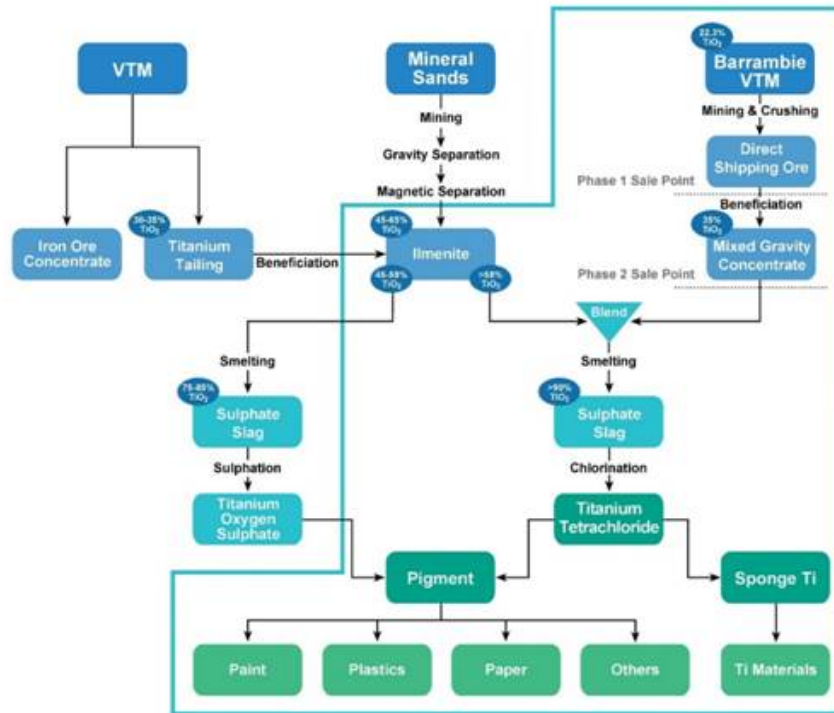 22.3%
TiO2
VTM
Mineral
Sands
Barrambie
VTM
Mining
Mining & Crushing
Gravity Separation
Direct
Shipping Ore
Magnetic Separation
Phase 1 Sale Point
Beneficiation
30-35%
TiO2
45-65%
TiO2
35%
TiO2
Iron Ore
Concentrate
Titanium
Tailing
Beneficiation
Ilmenite
Mixed Gravity
Concentrate
45-58%
TiO2
>58%
TiO2
Phase 2 Sale Point
Blend
Smelting
Smelting
75-85%
TiO2
>90%
TiO2
Sulphate
Slag
Sulphate
Slag
Sulphation
Chlorination
Titanium
Oxygen
Sulphate
Titanium
Tetrachloride
Pigment
Sponge Ti
Paint
Plastics
Paper
Others
Ti Materials